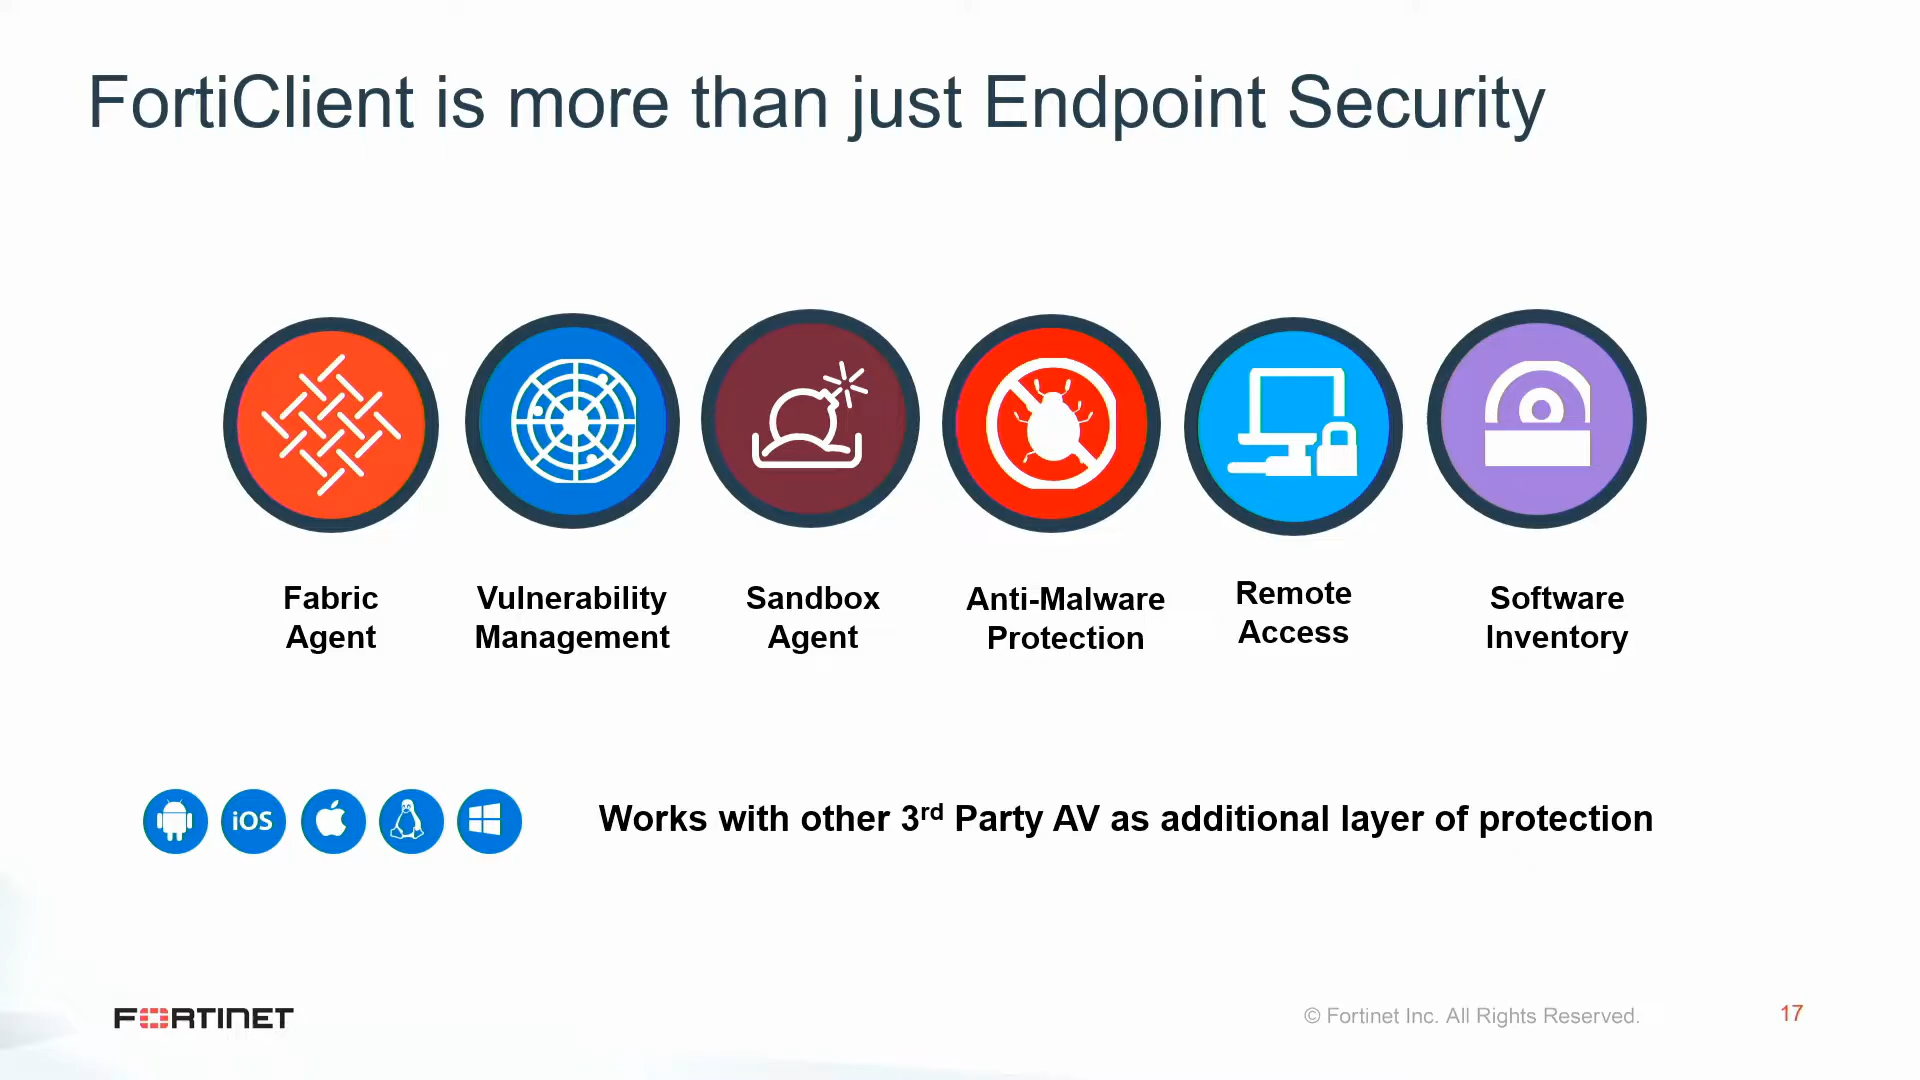 FortiClient is more than just Endpoint Security
Fabric
Agent
Vulnerability
Management
Sandbox
Agent
Anti-Malware
Protection
Remote
Access
Software
Inventory
iOS
Works with other 3rd Party AV as additional layer of protection
FORTINET
© Fortinet Inc. All Rights Reserved.
17